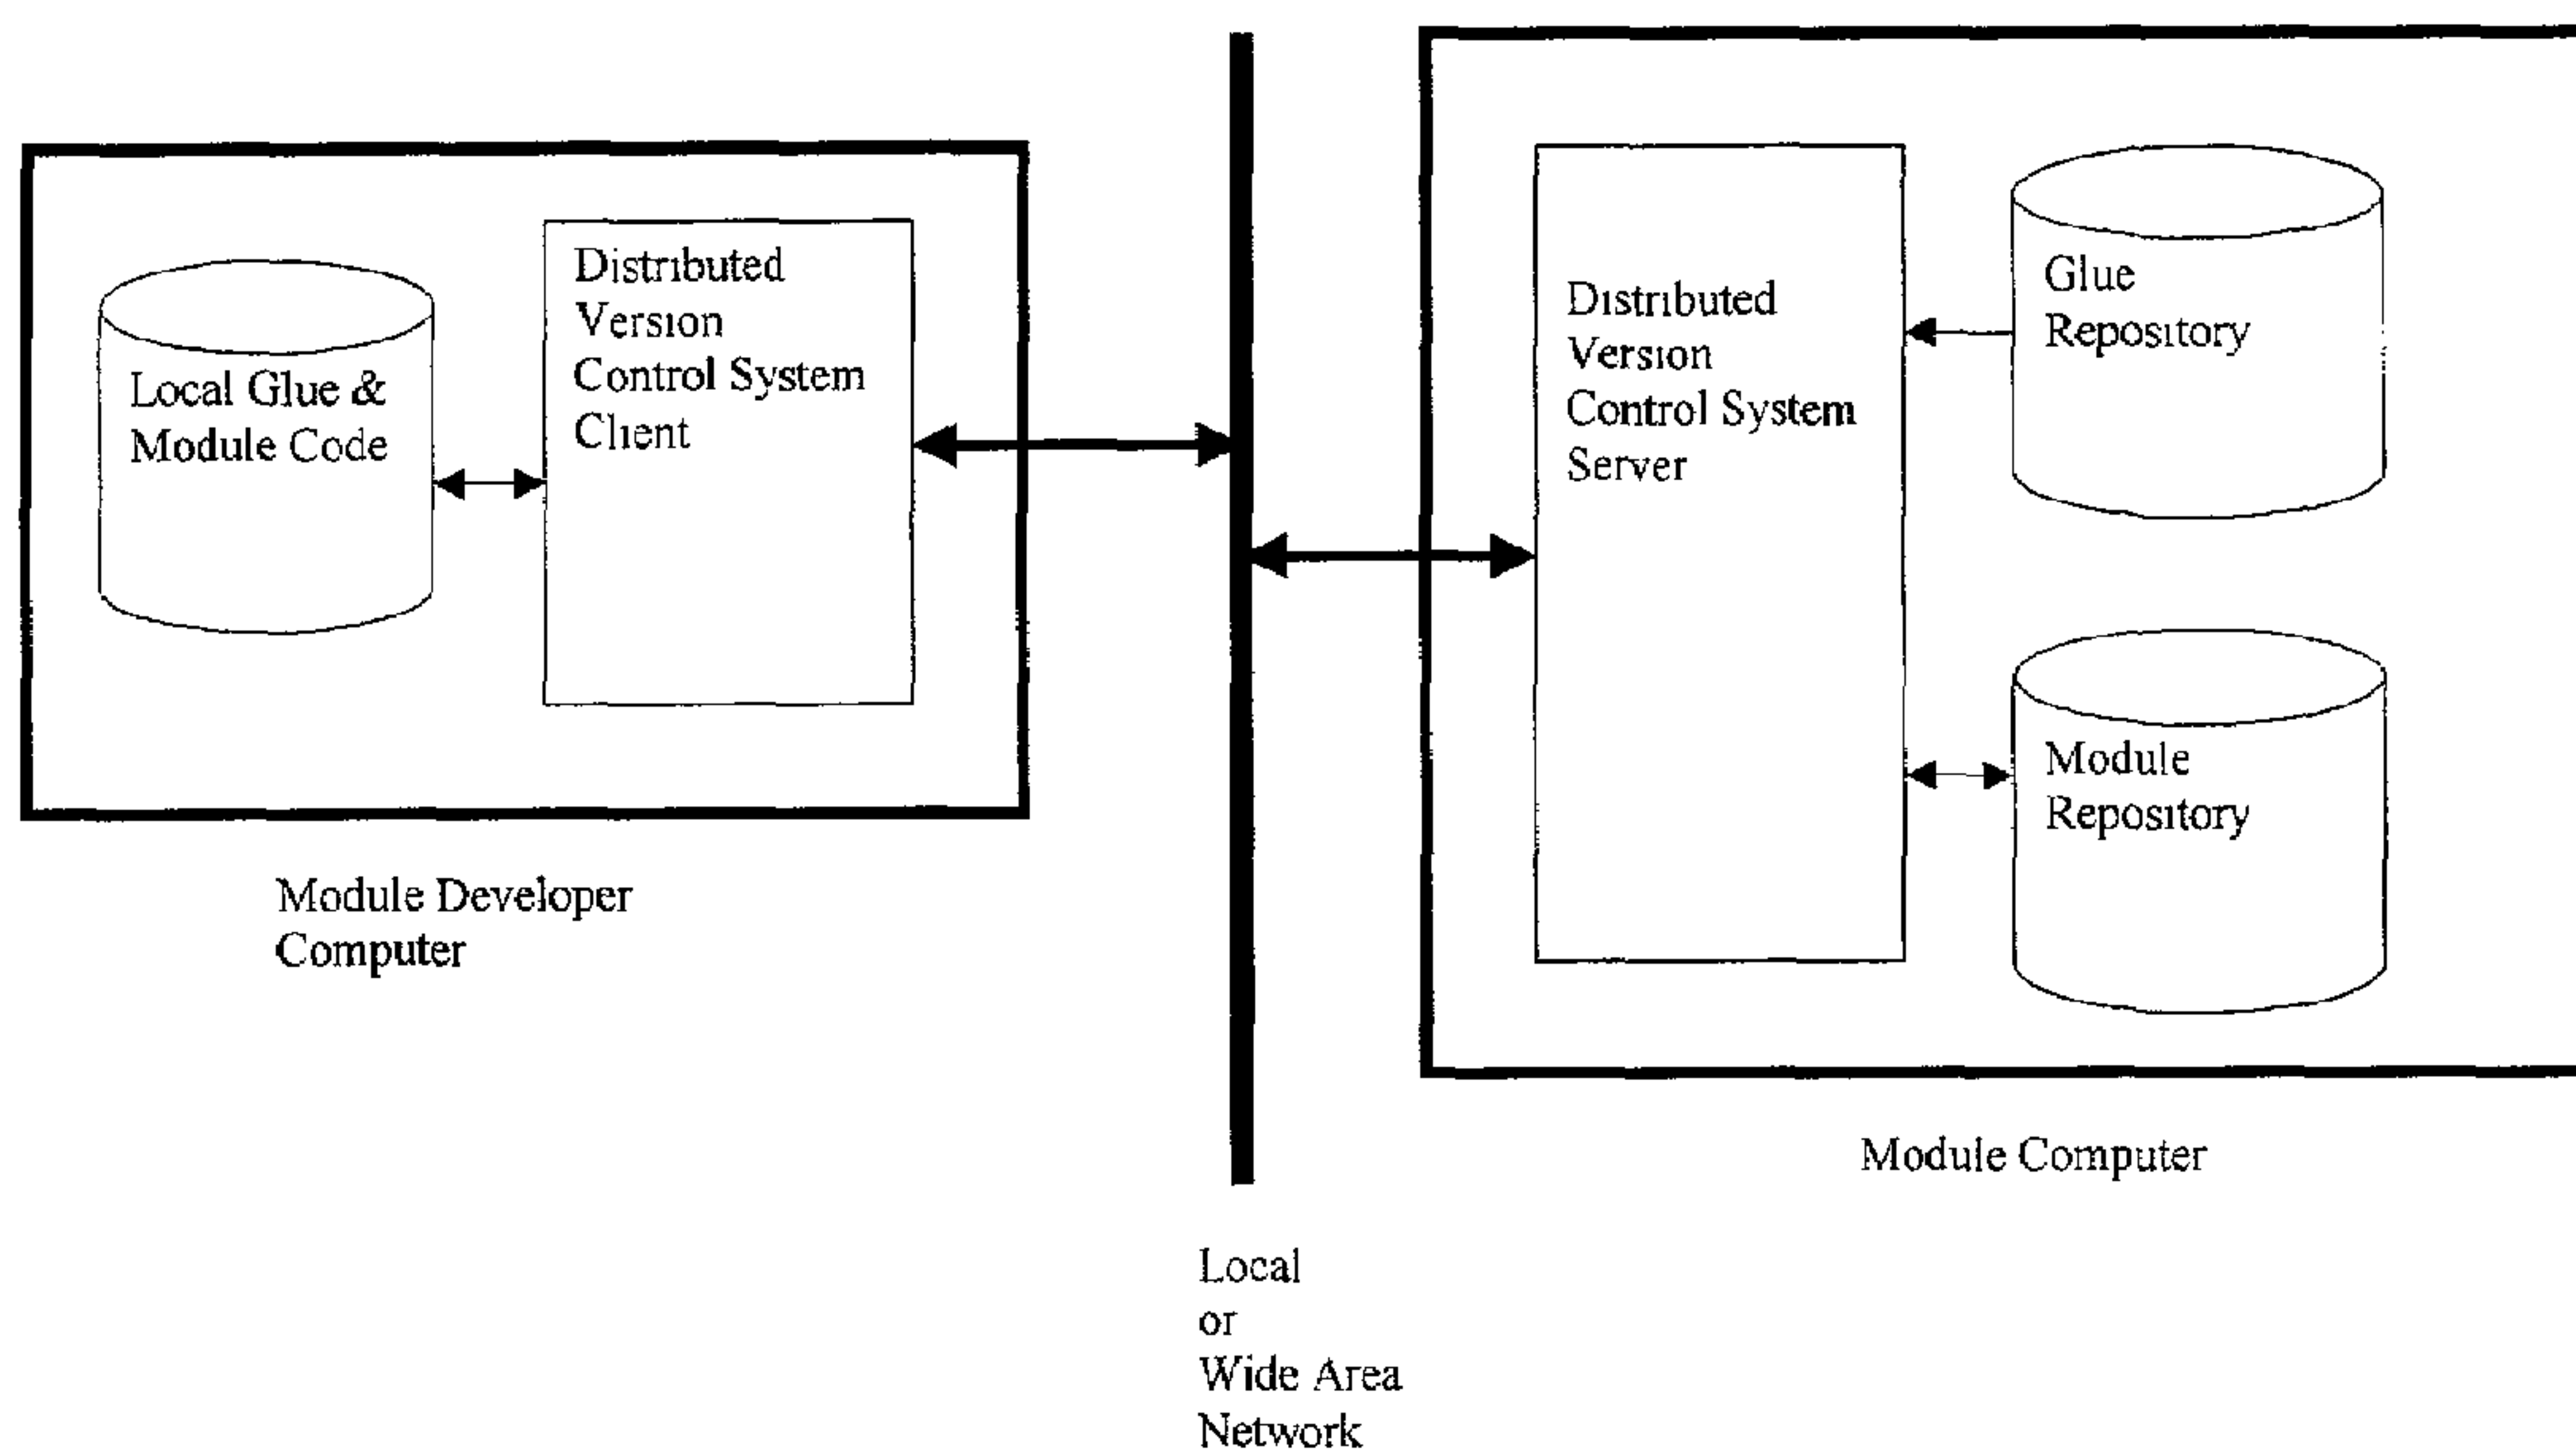 Local Glue &
Module Code
Distributed
Version
Control System
Client
Module Developer
Computer
Local
or
Wide Area
Network
Distributed
Version
Control System
Server
Glue
Repository
Module
Repository
Module Computer